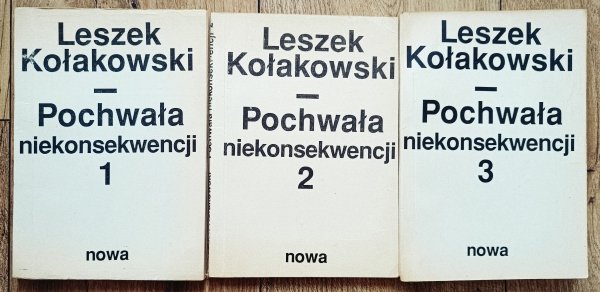 Leszek
Kołakowski
—
Pochwała
niekonsekwencji
1
nowa
Leszek
Kołakowski
—
Pochwała
niekonsekwencji
2
nowa
Leszek
Kołakowski
—
Pochwała
niekonsekwencji
3
nowa